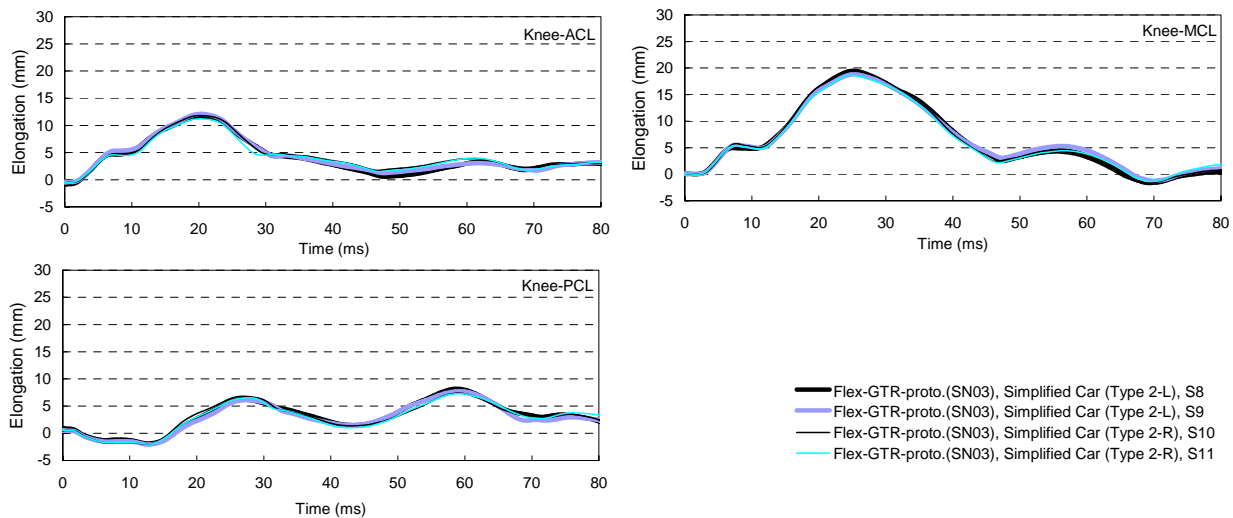 Knee-ACL
30
25
20
15
10
5
0
-5
Elongation (mm)
0 10 20 30 40 50 60 70 80
Time (ms)
Knee-MCL
30
25
20
15
10
5
0
-5
Elongation (mm)
0 10 20 30 40 50 60 70 80
Time (ms)
Knee-PCL
30
25
20
15
10
5
0
-5
Elongation (mm)
0 10 20 30 40 50 60 70 80
Time (ms)
Flex-GTR-proto.(SN03), Simplified Car (Type 2-L), S8
Flex-GTR-proto.(SN03), Simplified Car (Type 2-L), S9
Flex-GTR-proto.(SN03), Simplified Car (Type 2-R), S10
Flex-GTR-proto.(SN03), Simplified Car (Type 2-R), S11